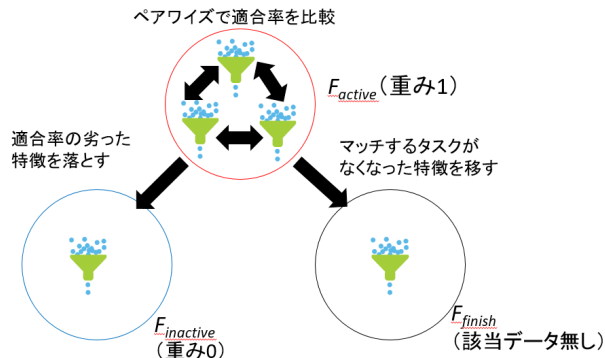 ペアワイズで適合率を比較
F_active（重み1）
適合率の劣った
特徴を落とす
マッチするタスクが
なくなった特徴を移す
F_inactive
（重み0）
F_finish
（該当データ無し）